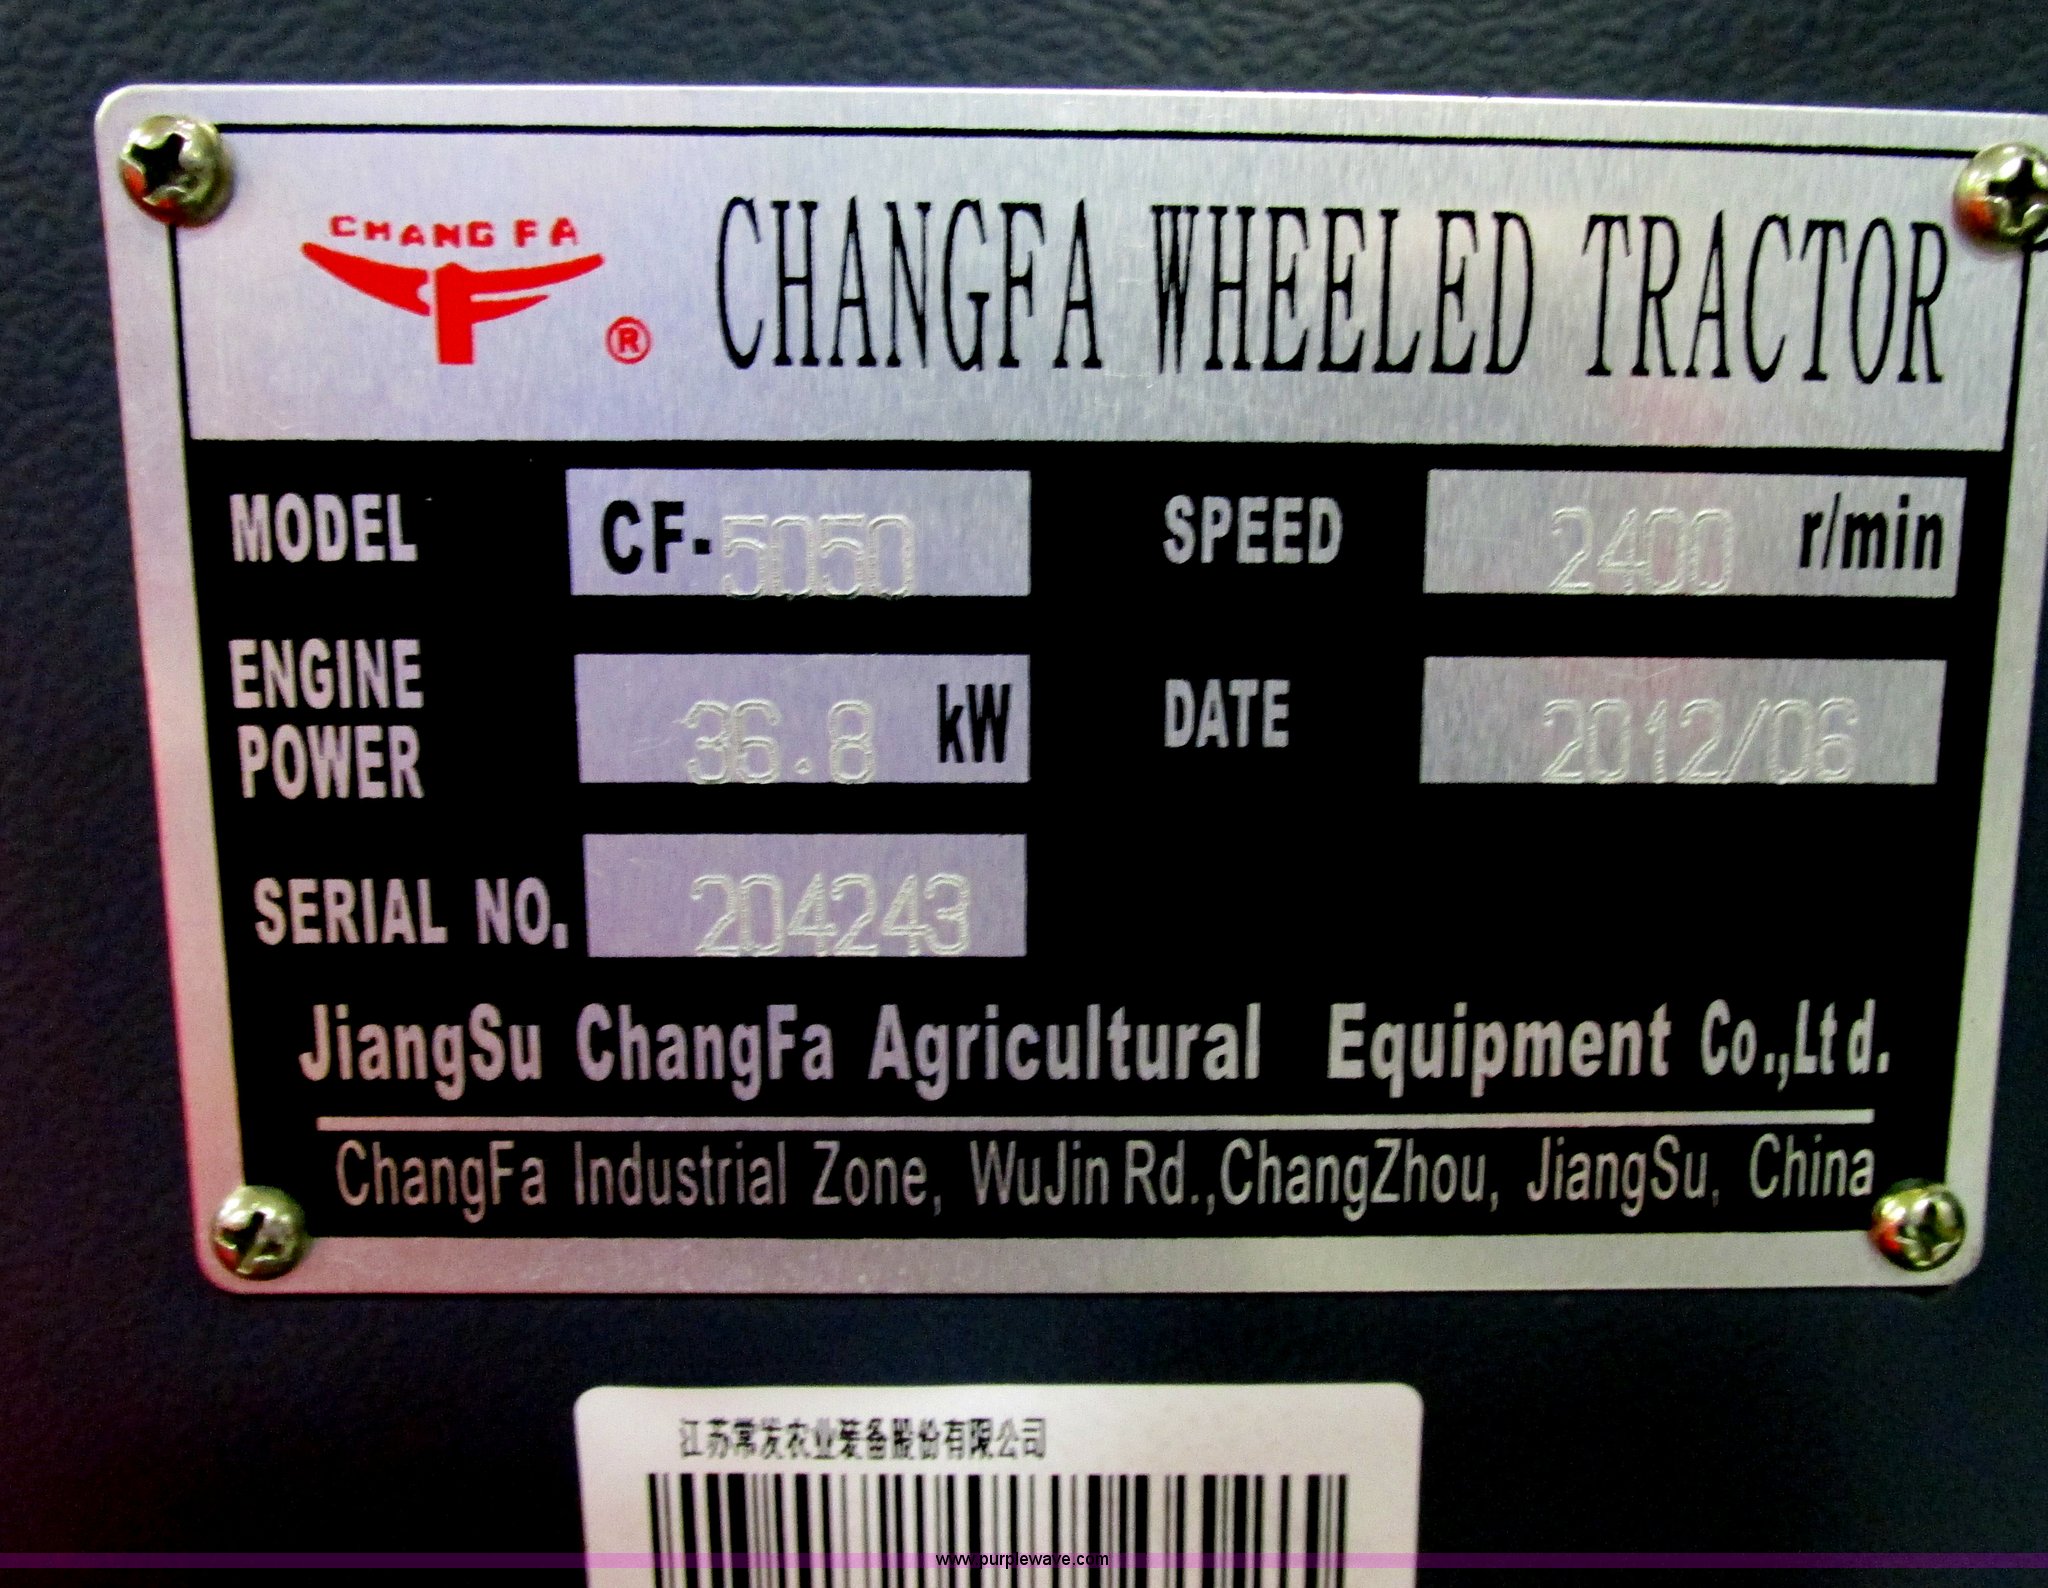 CHANG FA
®
CHANGFA WHEELED TRACTOR
MODEL CF-5050 SPEED 2400 r/min
ENGINE POWER 36.8 kW DATE 2012/06
SERIAL NO. 204243
JiangSu ChangFa Agricultural Equipment Co.,Ltd.
ChangFa Industrial Zone, WuJin Rd.,ChangZhou, JiangSu, China
江苏常发农业装备股份有限公司
www.purplewave.com